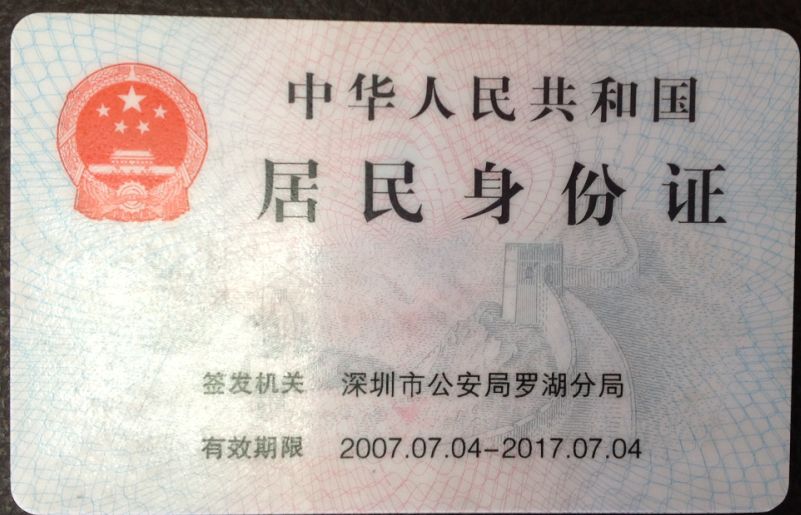 中华人民共和国
居民身份证
签发机关 深圳市公安局罗湖分局
有效期限 2007.07.04-2017.07.04